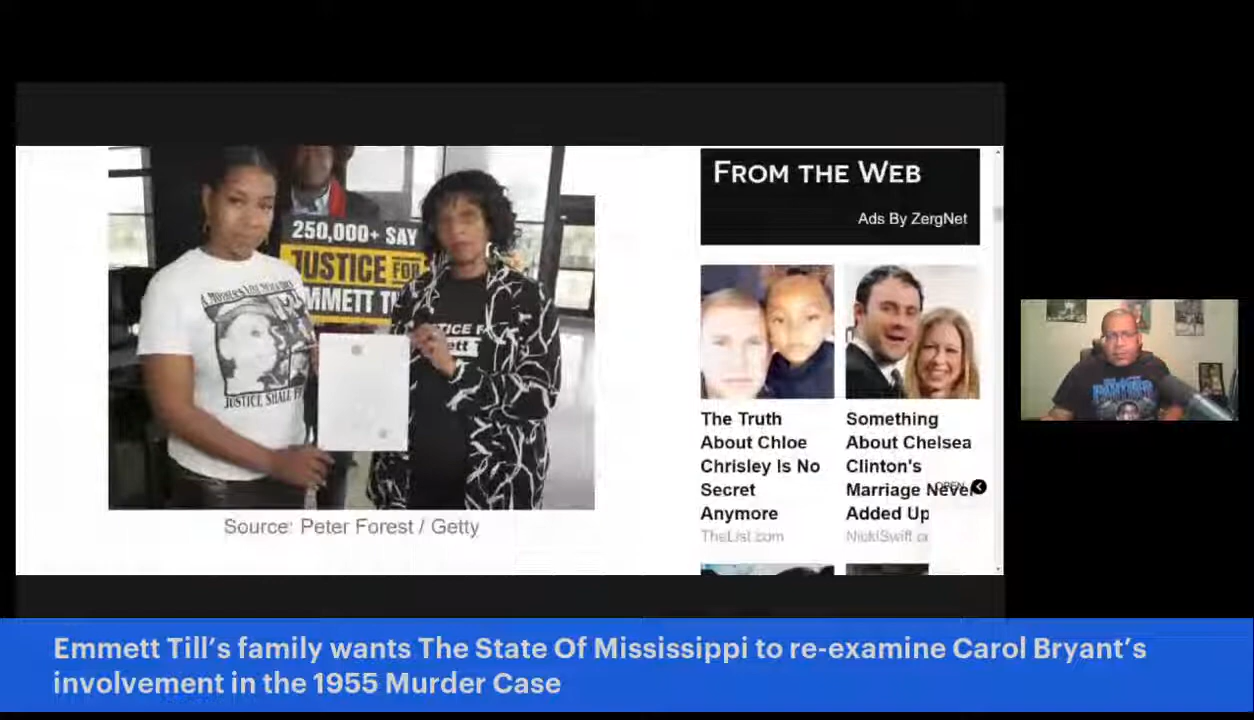 250,000+ SAY
JUSTICE FOR
EMMETT
JUSTICE
Source: Peter Forest / Getty
FROM THE WEB
Ads By ZergNet
The Truth
About Chloe
Chrisley Is No
Secret
Anymore
TheList.com
Something
About Chelsea
Clinton's
Marriage Never
Added Up
OPEN
Emmett Till’s family wants The State Of Mississippi to re-examine Carol Bryant’s
involvement in the 1955 Murder Case